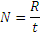 N = R/t